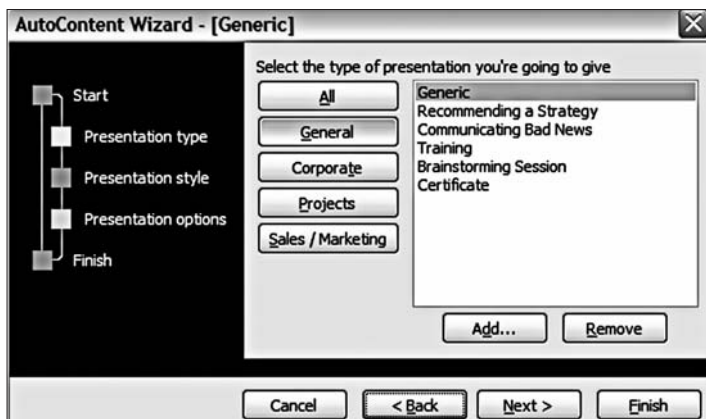 AutoContent Wizard - [Generic]
Start
Presentation type
Presentation style
Presentation options
Finish
Select the type of presentation you're going to give
All
General
Corporate
Projects
Sales / Marketing
Generic
Recommending a Strategy
Communicating Bad News
Training
Brainstorming Session
Certificate
Add...
Remove
Cancel
< Back
Next >
Finish